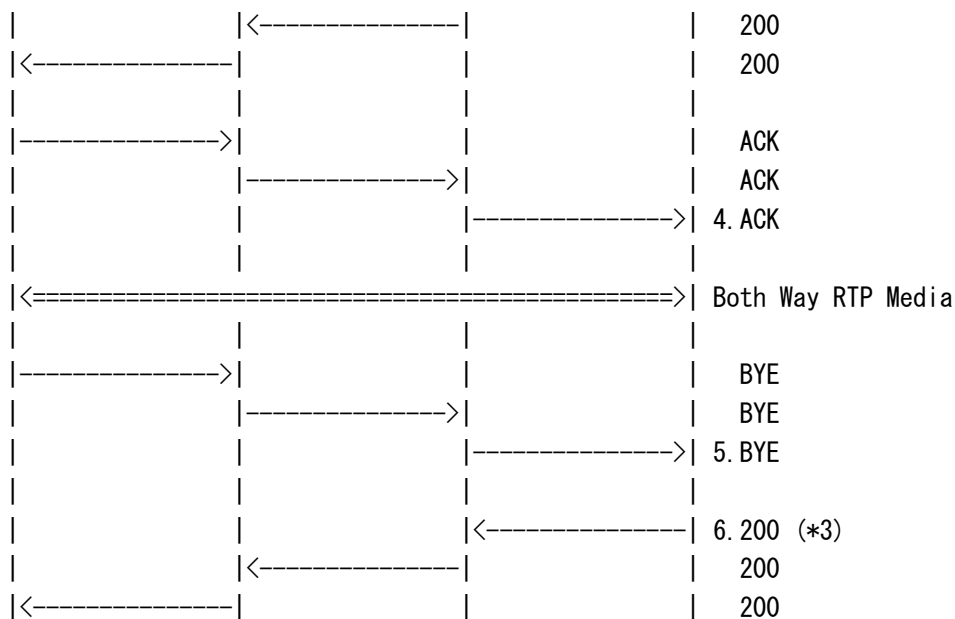 |                |<---------------|                |   200
|<---------------|                |                |   200
|                |                |                |
|--------------->|                |                |   ACK
|                |--------------->|                |   ACK
|                |                |--------------->| 4.ACK
|                |                |                |
|<================================================>| Both Way RTP Media
|                |                |                |
|--------------->|                |                |   BYE
|                |--------------->|                |   BYE
|                |                |--------------->| 5.BYE
|                |                |                |
|                |                |<---------------| 6.200 (*3)
|                |<---------------|                |   200
|<---------------|                |                |   200